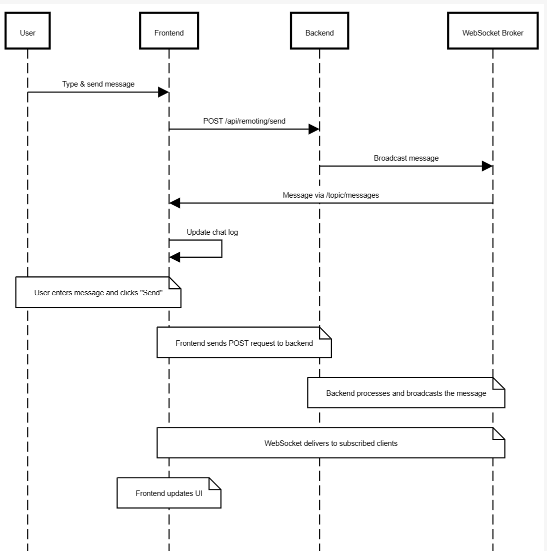 User
Frontend
Backend
WebSocket Broker
Type & send message
POST /api/remoting/send
Broadcast message
Message via /topic/messages
Update chat log
User enters message and clicks "Send"
Frontend sends POST request to backend
Backend processes and broadcasts the message
WebSocket delivers to subscribed clients
Frontend updates UI